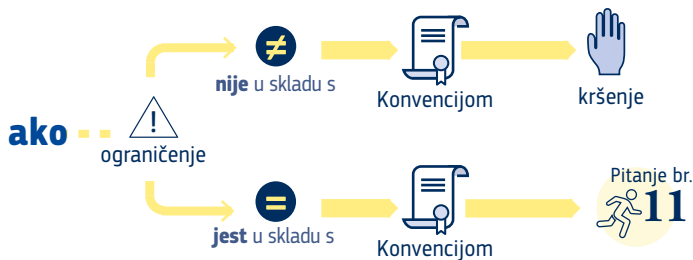 ako
!
ograničenje
≠
nije u skladu s
Konvencijom
kršenje
=
jest u skladu s
Konvencijom
Pitanje br.
11